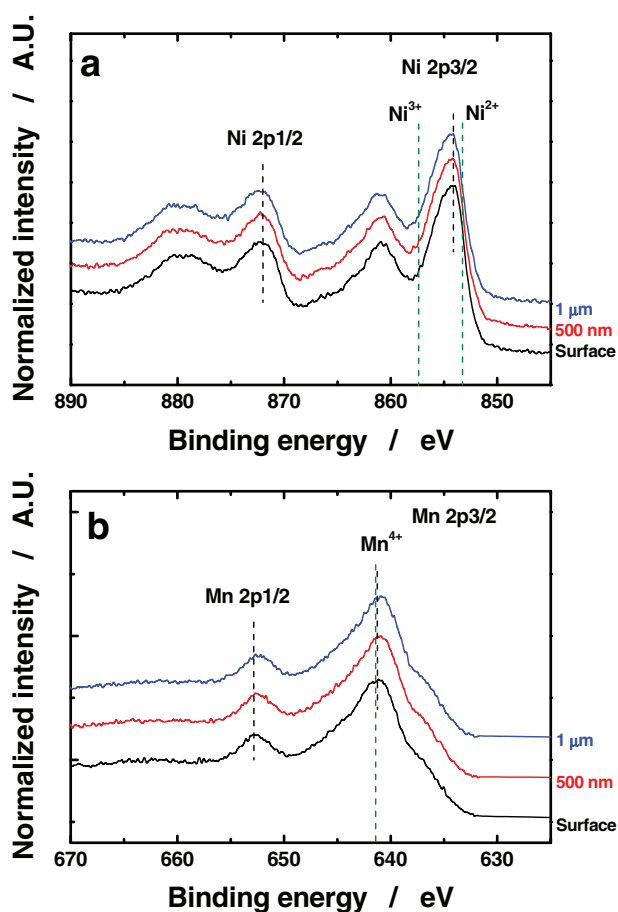 a
Ni 2p3/2
Ni³⁺ Ni²⁺
Ni 2p1/2
Normalized intensity / A.U.
1 μm
500 nm
Surface
890 880 870 860 850
Binding energy / eV
b
Mn 2p3/2
Mn⁴⁺
Mn 2p1/2
Normalized intensity / A.U.
1 μm
500 nm
Surface
670 660 650 640 630
Binding energy / eV